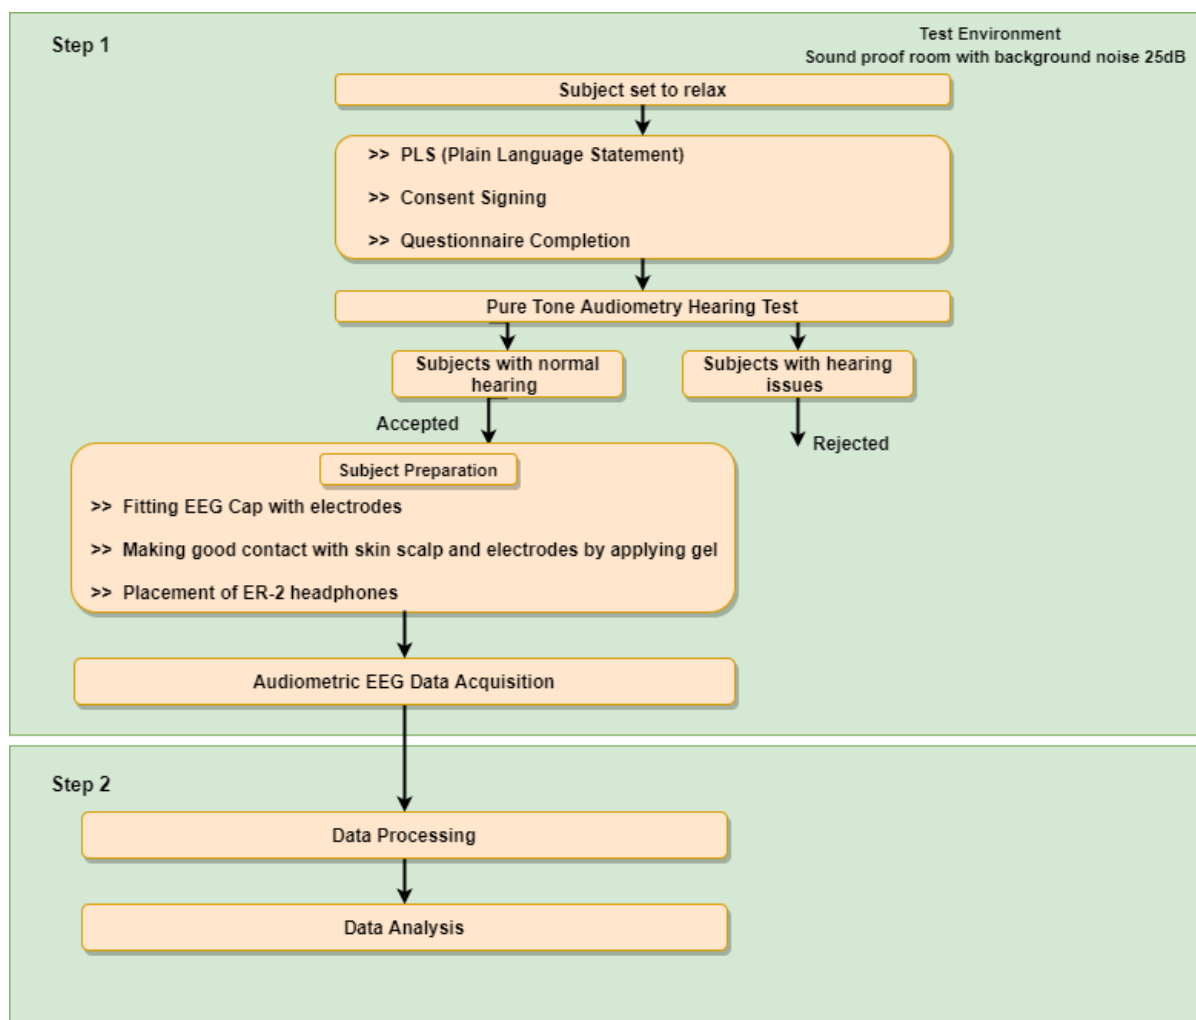 Step 1
Test Environment
Sound proof room with background noise 25dB
Subject set to relax
>> PLS (Plain Language Statement)
>> Consent Signing
>> Questionnaire Completion
Pure Tone Audiometry Hearing Test
Subjects with normal
hearing
Subjects with hearing
issues
Accepted
Rejected
Subject Preparation
>> Fitting EEG Cap with electrodes
>> Making good contact with skin scalp and electrodes by applying gel
>> Placement of ER-2 headphones
Audiometric EEG Data Acquisition
Step 2
Data Processing
Data Analysis